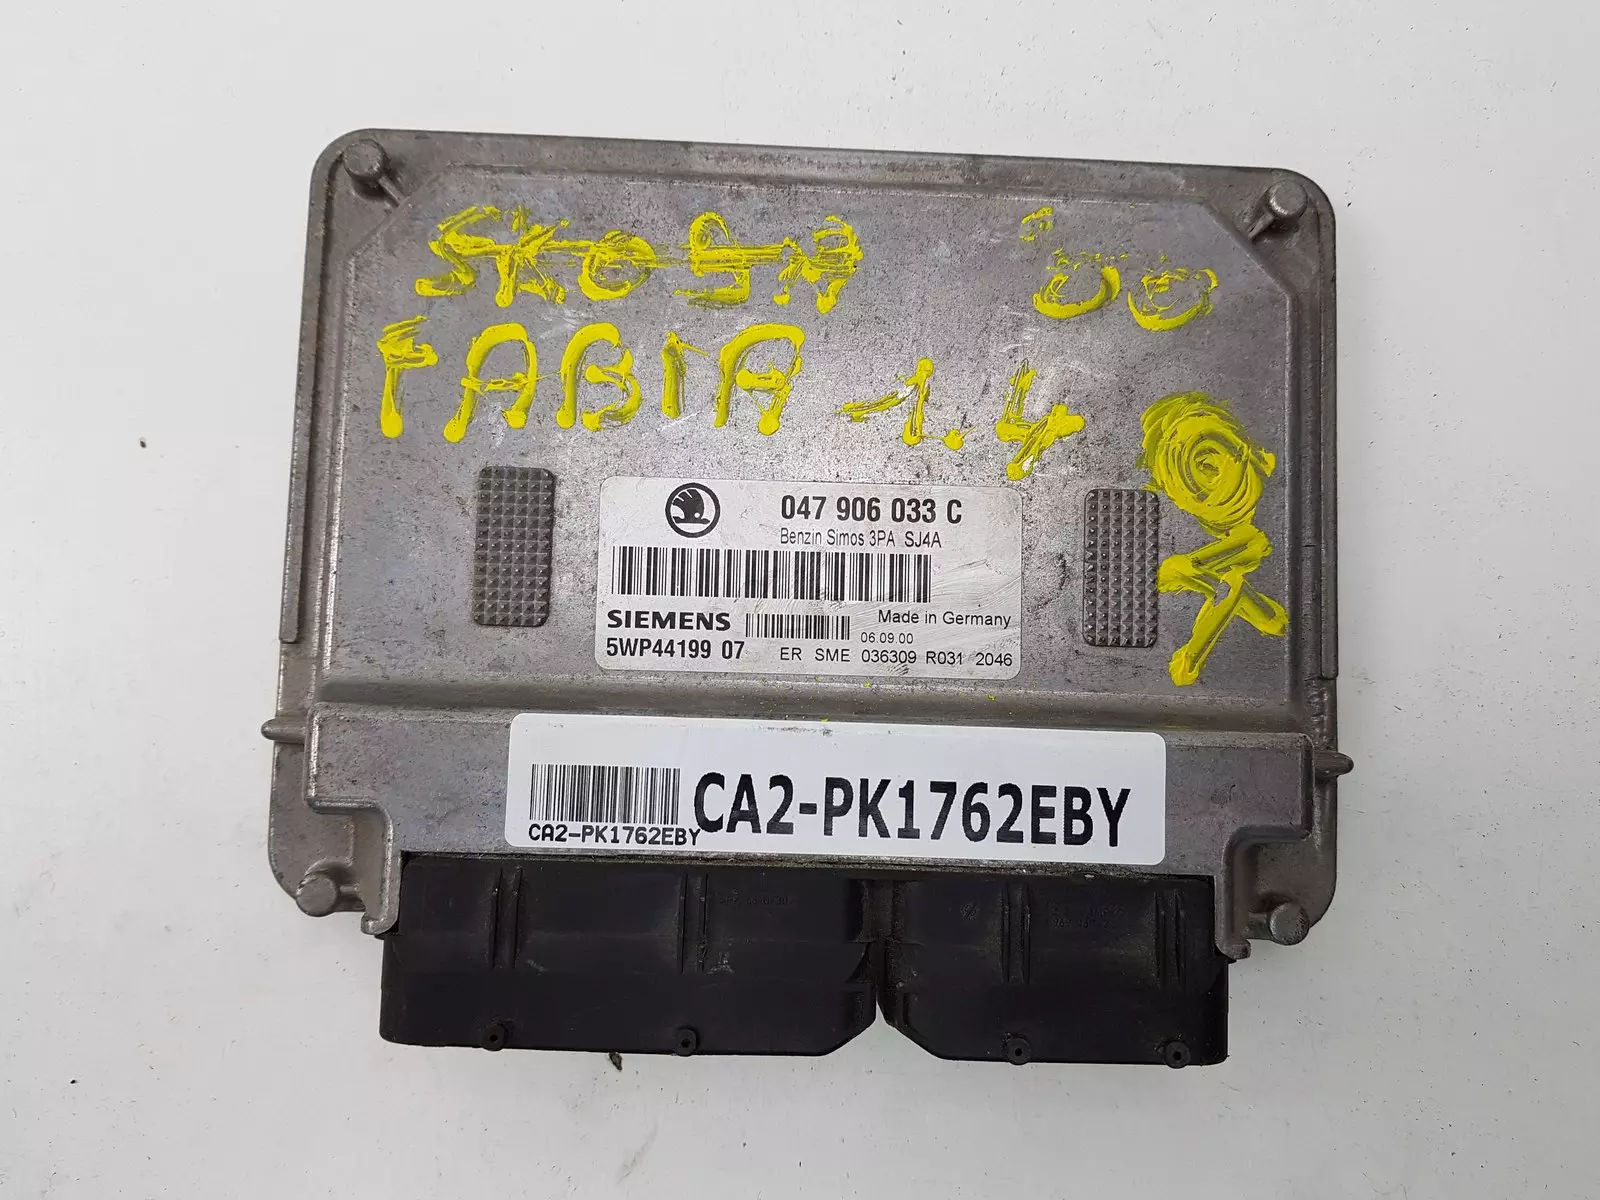 SKODA '00
FABIA 1.4
047 906 033 C
Benzin Simos 3PA SJ4A
SIEMENS
Made in Germany
5WP44199 07
06.09.00
ER SME 036309 R031 2046
CA2-PK1762EBY
CA2-PK1762EBY